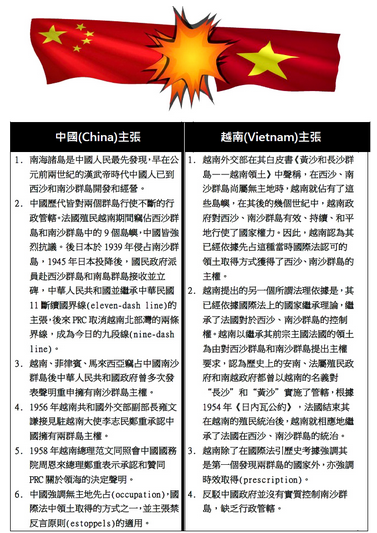 中國(China)主張
1. 南海諸島是中國人民最先發現,早在公
元前兩世紀的漢武帝時代中國人已到
西沙和南沙群島開發和經營。
2. 中國歷代皆對兩個群島行使不斷的行
政管轄。法國殖民越南期間竊佔西沙群
島和南沙群島中的 9 個島嶼,中國皆強
烈抗議。後日本於 1939 年侵占南沙群
島,1945 年日本投降後,國民政府派
員赴西沙群島和南島群島接收並立
碑,中華人民共和國並繼承中華民國
11 斷續國界線(eleven-dash line)的
主張,後來 PRC 取消越南北部灣的兩條
界線,成為今日的九段線(nine-dash
line)。
3. 越南、菲律賓、馬來西亞竊占中國南沙
群島後中華人民共和國政府曾多次發
表聲明重申擁有南沙群島主權。
4. 1956 年越南共和國外交部副部長雍文
謙接見駐越南大使李志民鄭重承認中
國擁有兩群島主權。
5. 1958 年越南總理范文同照會中國國務
院周恩來總理鄭重表示承認和贊同
PRC 關於領海的決定聲明。
6. 中國強調無主地先占(occupation),國
際法中領土取得的方式之一,並主張禁
反言原則(estoppels)的適用。
越南(Vietnam)主張
1. 越南外交部在其白皮書《黃沙和長沙群
島——越南領土》中聲稱,在西沙、南
沙群島尚屬無主地時,越南就佔有了這
些島嶼,在其後的幾個世紀中,越南政
府對西沙、南沙群島有效、持續、和平
地行使了國家權力。因此,越南認為其
已經依據先占這種當時國際法認可的
領土取得方式獲得了西沙、南沙群島的
主權。
2. 越南提出的另一個所謂法理依據是,其
已經依據國際法上的國家繼承理論,繼
承了法國對於西沙、南沙群島的控制
權。越南以繼承其前宗主國法國的領土
為由對西沙群島和南沙群島提出主權
要求,認為歷史上的安南、法屬殖民政
府和南越政府都曾以越南的名義對
“長沙”和“黃沙”實施了管轄,根據
1954 年《日內瓦公約》,法國結束其
在越南的殖民統治後,越南就相應地繼
承了法國在西沙、南沙群島的統治。
3. 越南除了在國際法引歷史考據強調其
是第一個發現兩群島的國家外,亦強調
時效取得(prescription)。
4. 反駁中國政府並沒有實質控制南沙群
島,缺乏行政管轄。